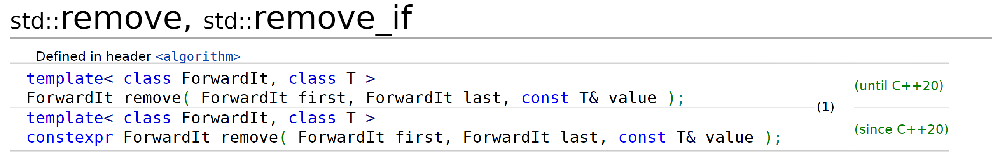 std::remove, std::remove_if
Defined in header <algorithm>
template< class ForwardIt, class T >
ForwardIt remove( ForwardIt first, ForwardIt last, const T& value );
(until C++20)
(1)
template< class ForwardIt, class T >
constexpr ForwardIt remove( ForwardIt first, ForwardIt last, const T& value );
(since C++20)